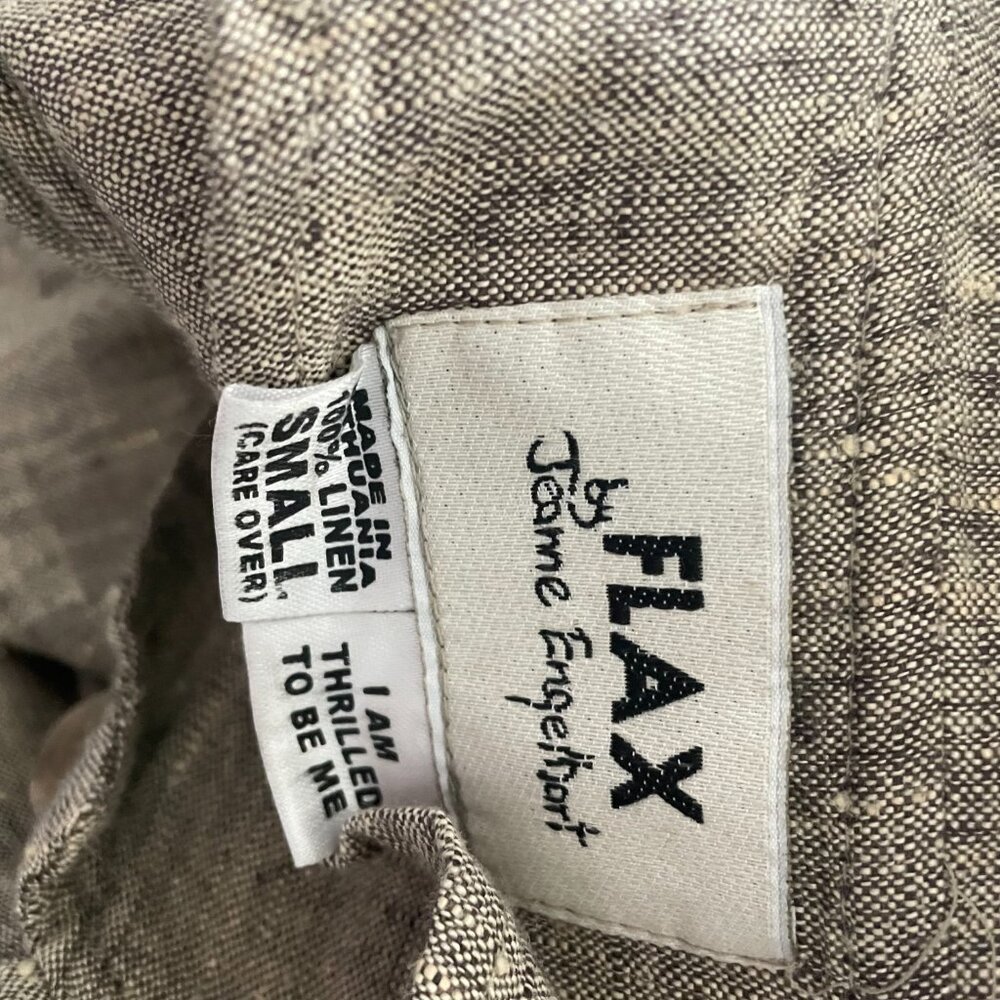 FLAX
by
Jeanne Engelhart
MADE IN
LITHUANIA
100% LINEN
SMALL
(CARE OVER)
I AM
THRILLED
TO BE ME